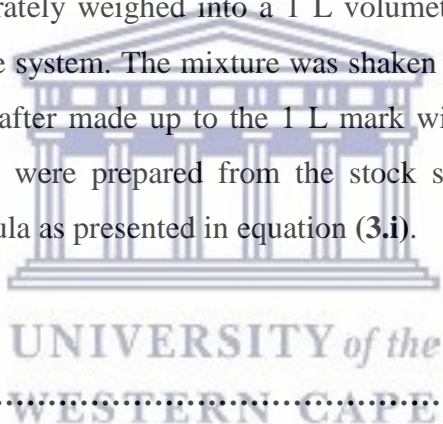 rately weighed into a 1 L volumet
e system. The mixture was shaken
after made up to the 1 L mark wi
were prepared from the stock s
ula as presented in equation (3.i).
UNIVERSITY of the
....................................................
WESTERN CAPE